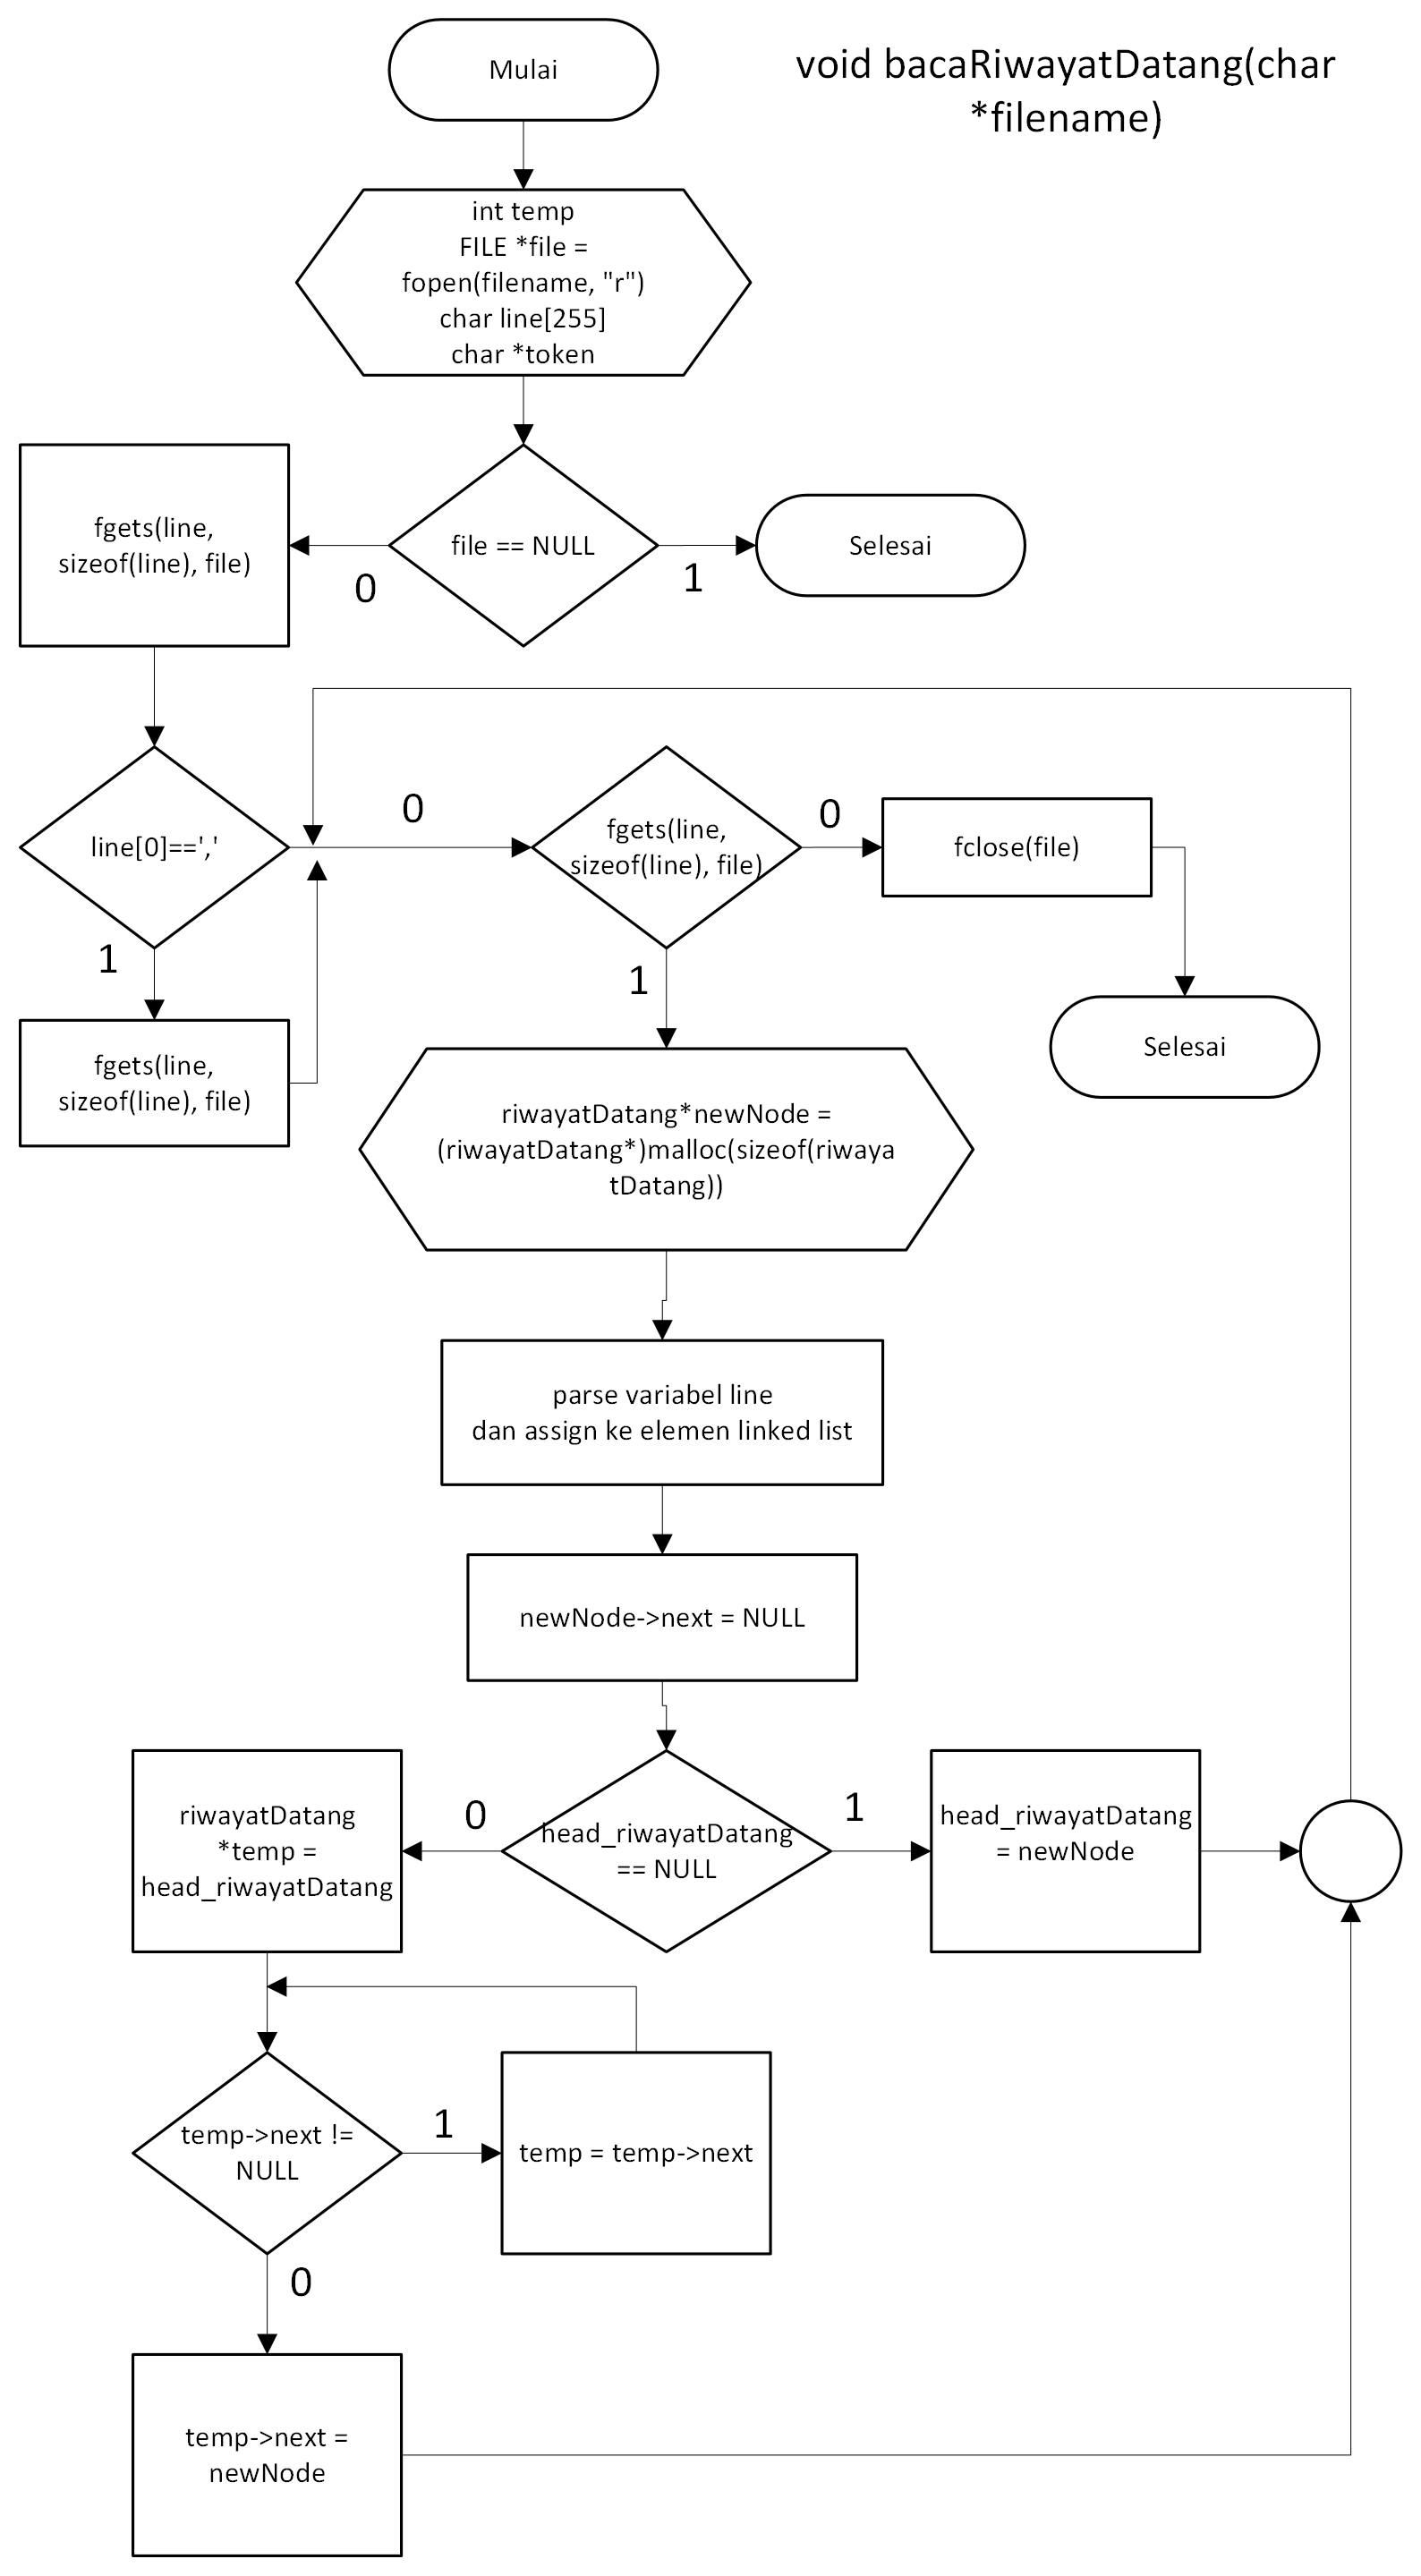 Mulai
void bacaRiwayatDatang(char
*filename)
int temp
FILE *file =
fopen(filename, "r")
char line[255]
char *token
file == NULL
0
1
fgets(line,
sizeof(line), file)
Selesai
line[0]==','
0
1
fgets(line,
sizeof(line), file)
fgets(line,
sizeof(line), file)
0
1
fclose(file)
Selesai
riwayatDatang*newNode =
(riwayatDatang*)malloc(sizeof(riwaya
tDatang))
parse variabel line
dan assign ke elemen linked list
newNode->next = NULL
head_riwayatDatang
== NULL
0
1
riwayatDatang
*temp =
head_riwayatDatang
head_riwayatDatang
= newNode
temp->next !=
NULL
1
0
temp = temp->next
temp->next =
newNode